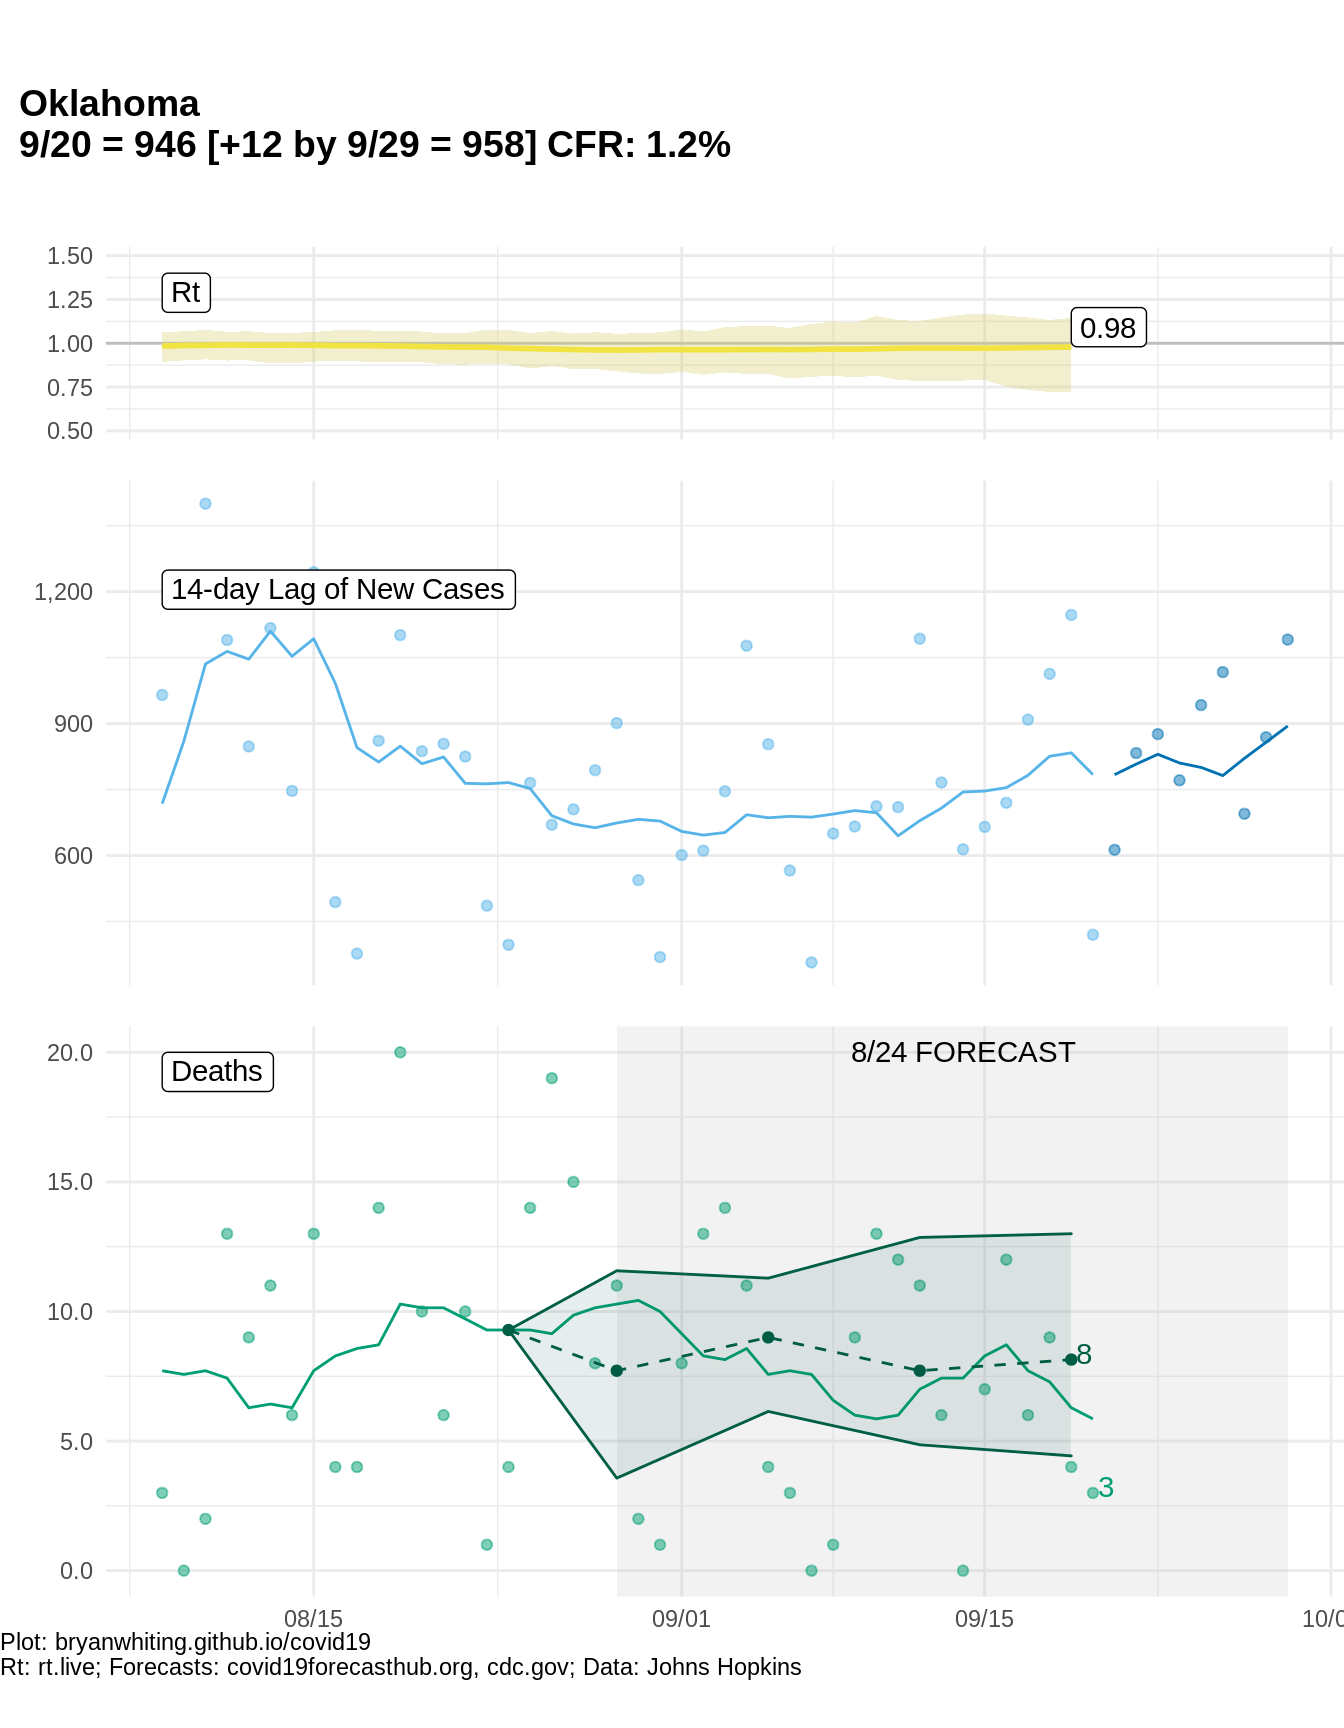 Oklahoma
9/20 = 946 [+12 by 9/29 = 958] CFR: 1.2%
1.50
1.25
1.00
0.75
0.50
Rt
0.98
1,200
900
600
14-day Lag of New Cases
20.0
15.0
10.0
5.0
0.0
Deaths
8/24 FORECAST
8
3
08/15
09/01
09/15
10/0
Plot: bryanwhiting.github.io/covid19
Rt: rt.live; Forecasts: covid19forecasthub.org, cdc.gov; Data: Johns Hopkins